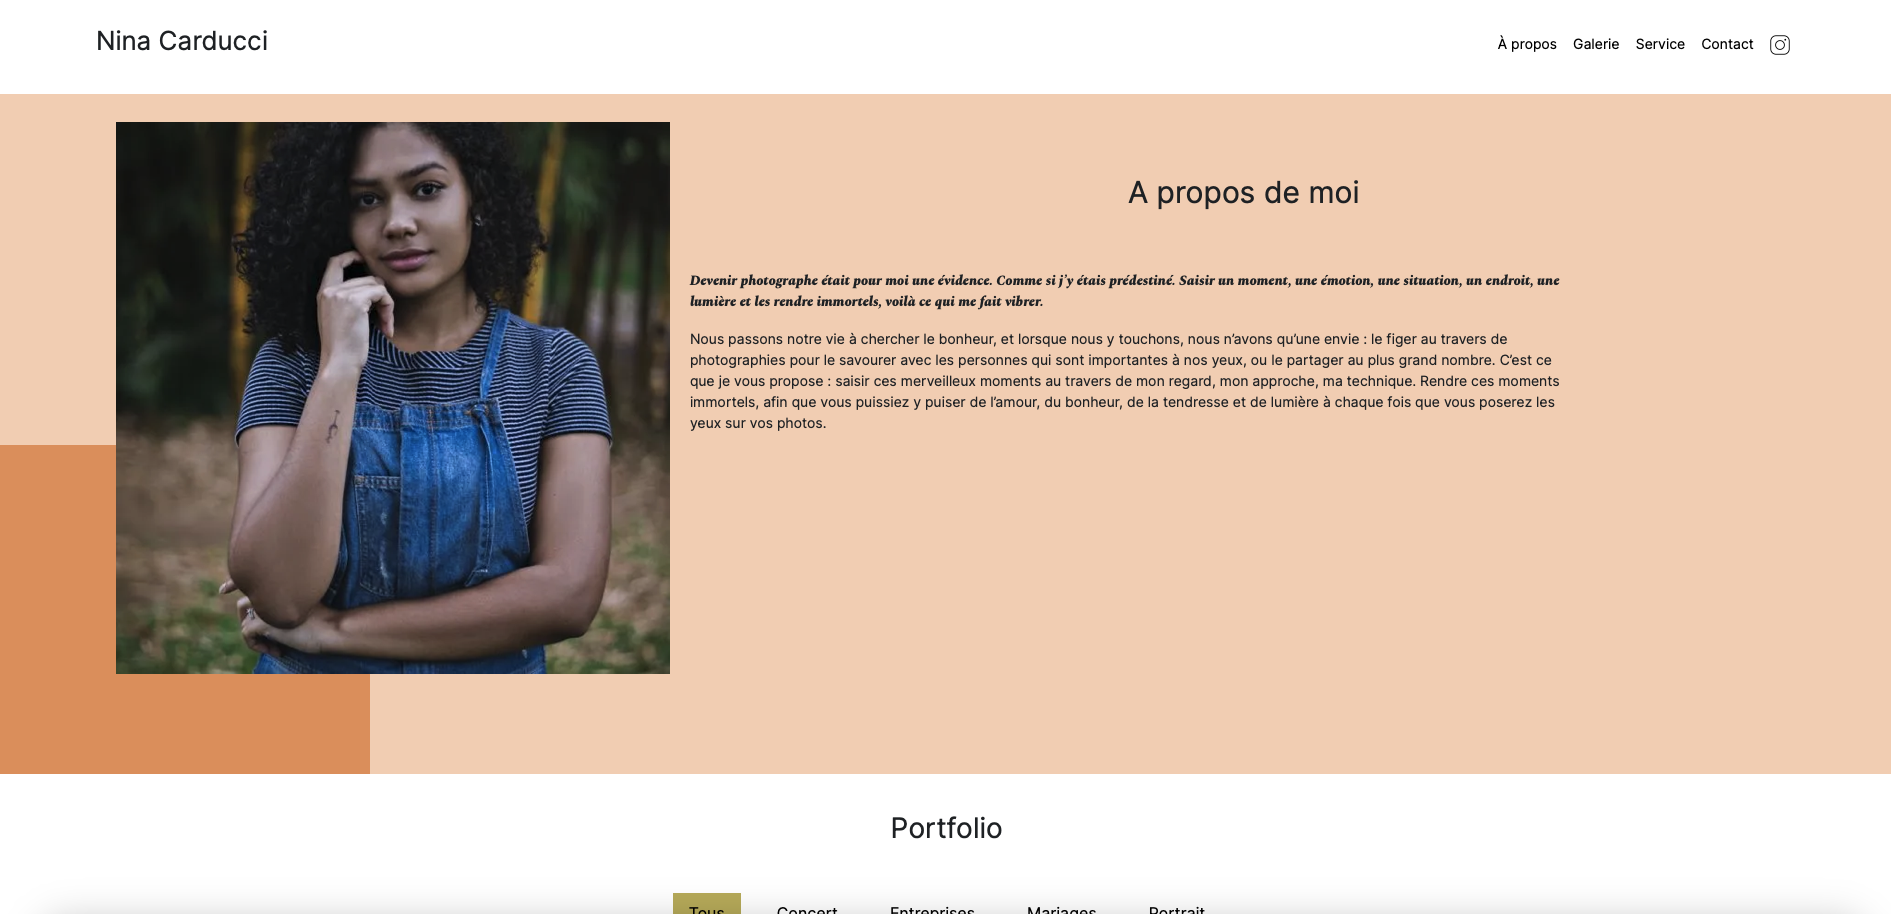 Nina Carducci
À propos Galerie Service Contact
A propos de moi
Devenir photographe était pour moi une évidence. Comme si j’y étais prédestiné. Saisir un moment, une émotion, une situation, un endroit, une
lumière et les rendre immortels, voilà ce qui me fait vibrer.
Nous passons notre vie à chercher le bonheur, et lorsque nous y touchons, nous n’avons qu’une envie : le figer au travers de
photographies pour le savourer avec les personnes qui sont importantes à nos yeux, ou le partager au plus grand nombre. C’est ce
que je vous propose : saisir ces merveilleux moments au travers de mon regard, mon approche, ma technique. Rendre ces moments
immortels, afin que vous puissiez y puiser de l’amour, du bonheur, de la tendresse et de lumière à chaque fois que vous poserez les
yeux sur vos photos.
Portfolio
Tous Concert Entreprises Mariages Portrait